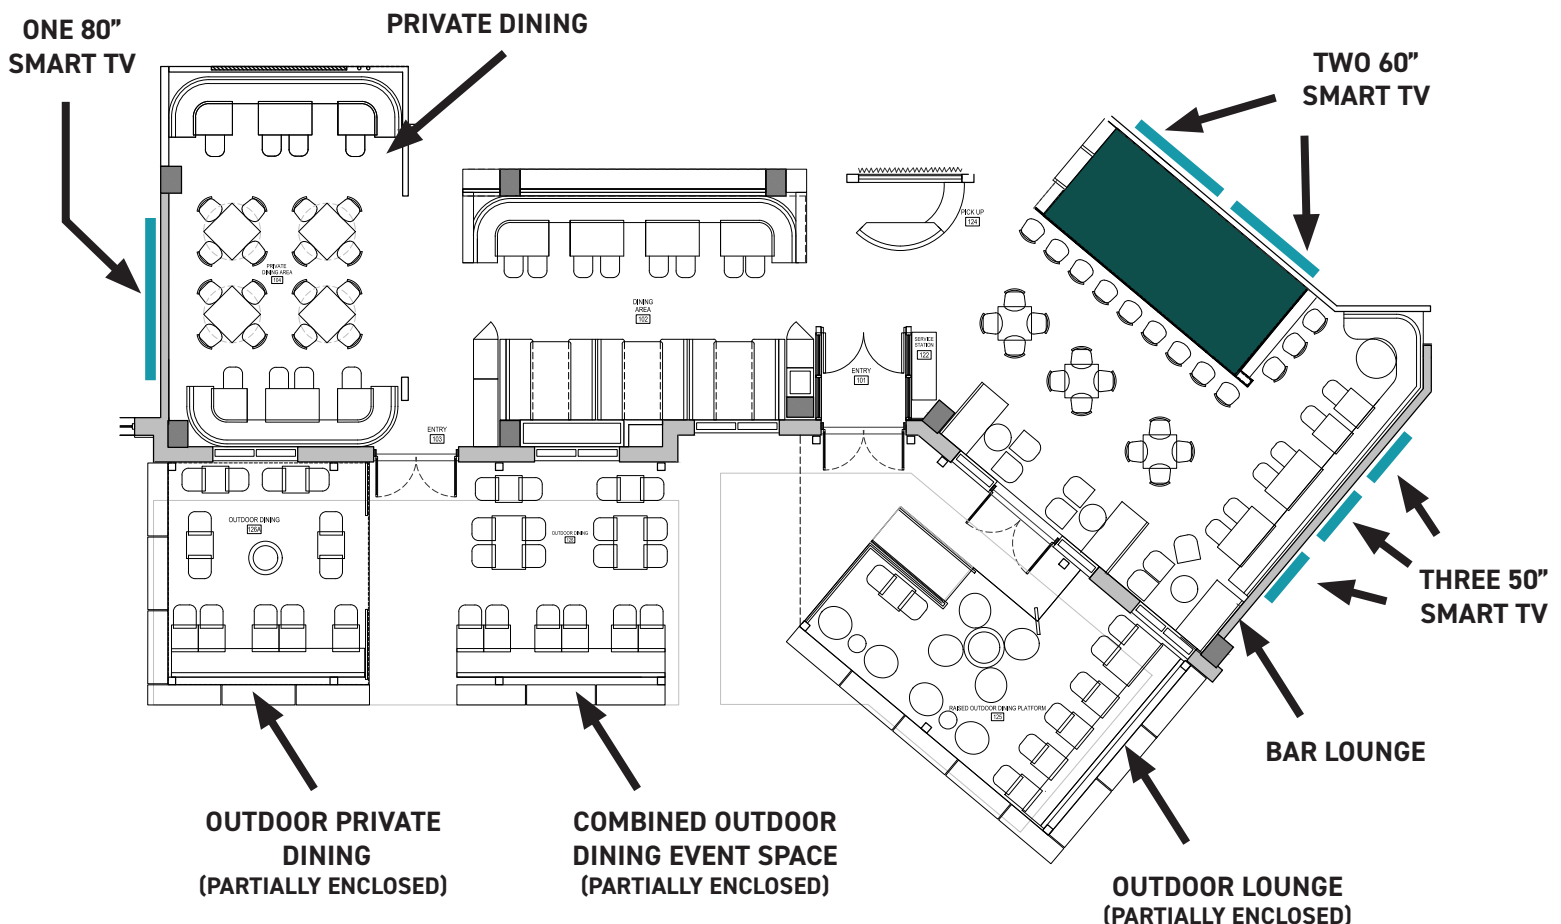 ONE 80”
SMART TV
PRIVATE DINING
TWO 60”
SMART TV
PICK UP
124
PRIVATE
DINING AREA
104
DINING
AREA
102
SERVICE
STATION
122
ENTRY
101
ENTRY
103
OUTDOOR DINING
126A
OUTDOOR DINING
126
THREE 50”
SMART TV
RAISED OUTDOOR DINING PLATFORM
125
BAR LOUNGE
OUTDOOR PRIVATE
DINING
(PARTIALLY ENCLOSED)
COMBINED OUTDOOR
DINING EVENT SPACE
(PARTIALLY ENCLOSED)
OUTDOOR LOUNGE
(PARTIALLY ENCLOSED)